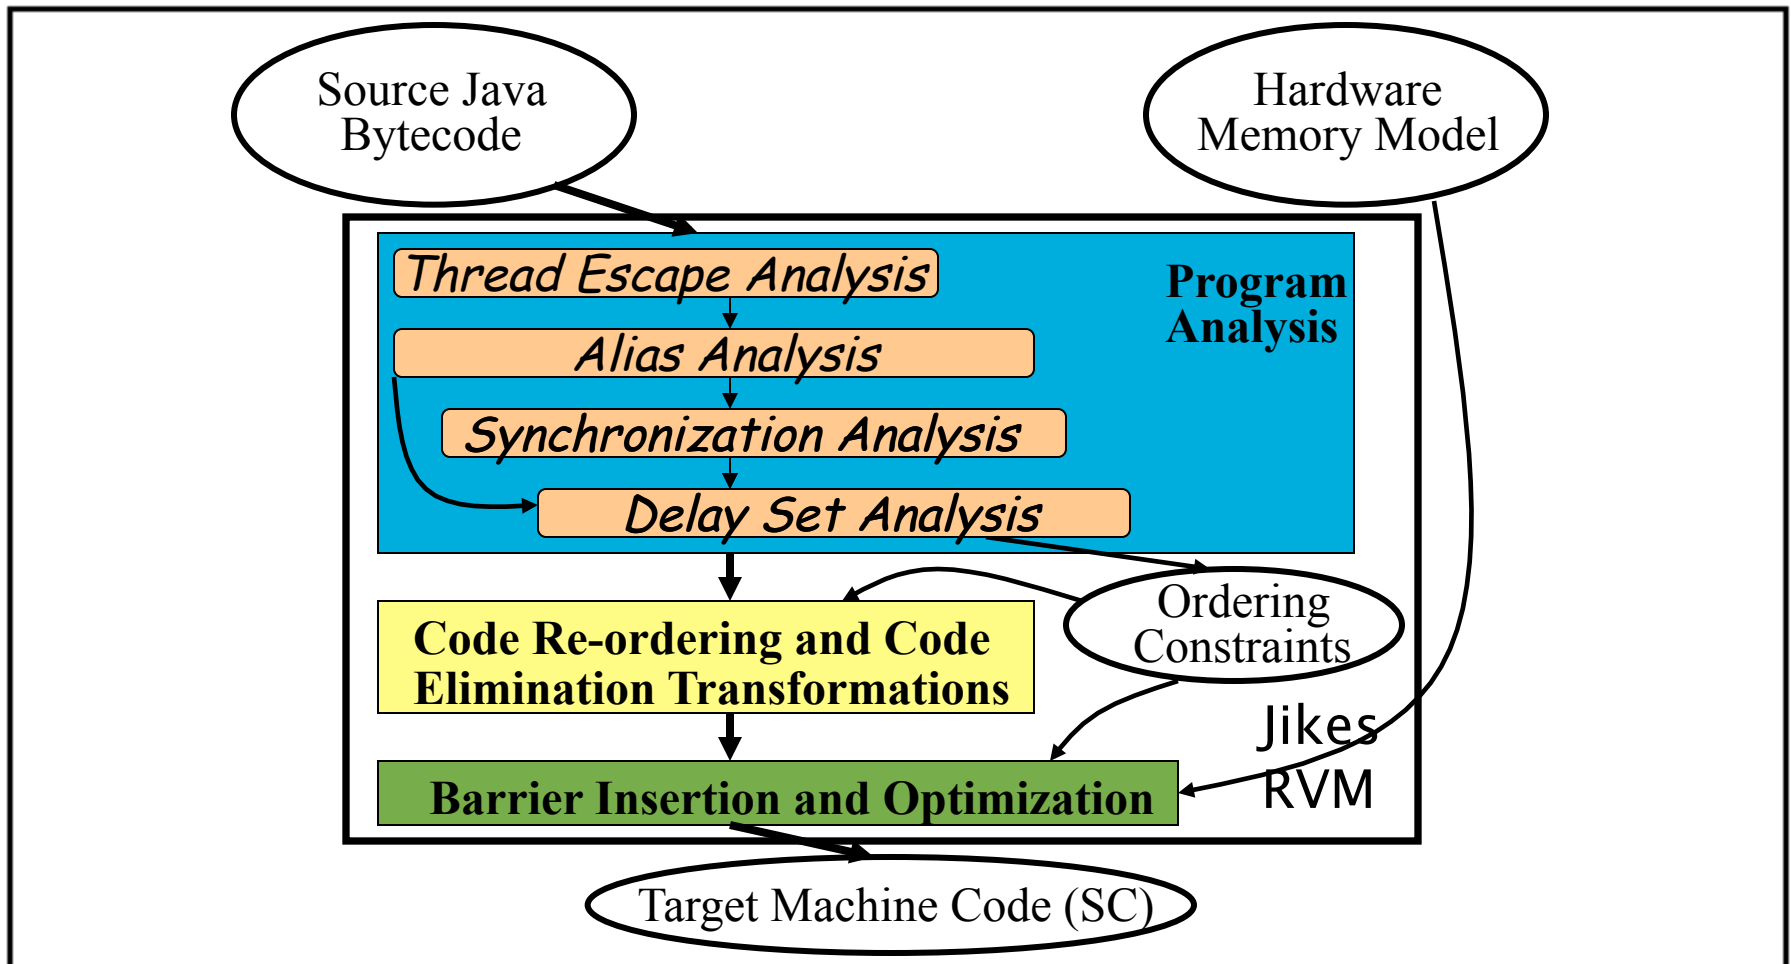 Source Java
Bytecode
Hardware
Memory Model
Thread Escape Analysis
Program
Analysis
Alias Analysis
Synchronization Analysis
Delay Set Analysis
Ordering
Constraints
Code Re-ordering and Code
Elimination Transformations
Jikes
RVM
Barrier Insertion and Optimization
Target Machine Code (SC)